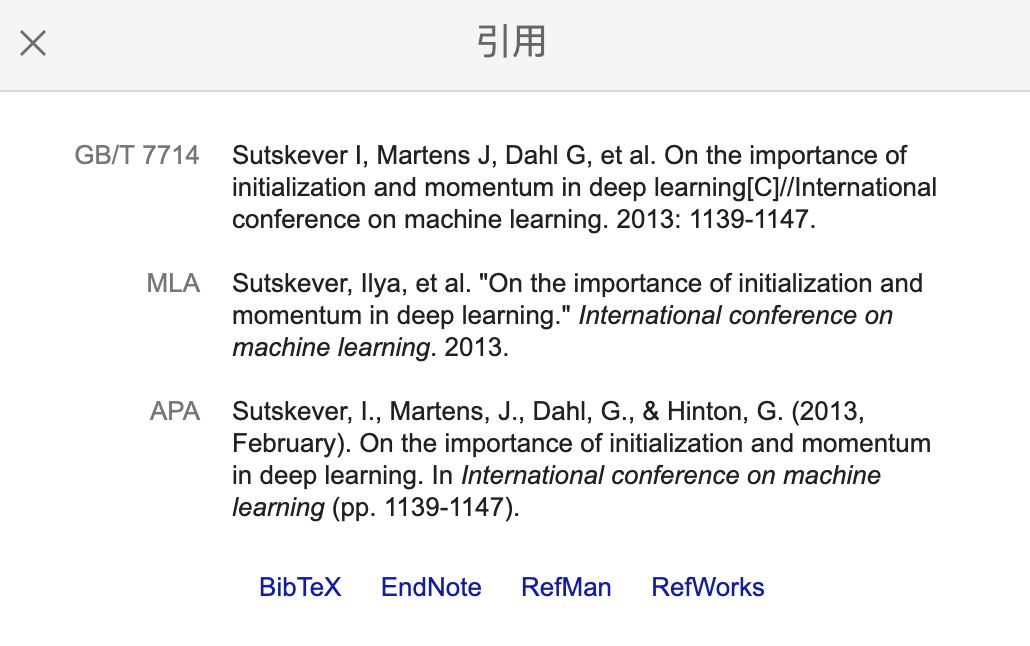 引用
GB/T 7714
Sutskever I, Martens J, Dahl G, et al. On the importance of
initialization and momentum in deep learning[C]//International
conference on machine learning. 2013: 1139-1147.
MLA
Sutskever, Ilya, et al. "On the importance of initialization and
momentum in deep learning." International conference on
machine learning. 2013.
APA
Sutskever, I., Martens, J., Dahl, G., & Hinton, G. (2013,
February). On the importance of initialization and momentum
in deep learning. In International conference on machine
learning (pp. 1139-1147).
BibTeX EndNote RefMan RefWorks